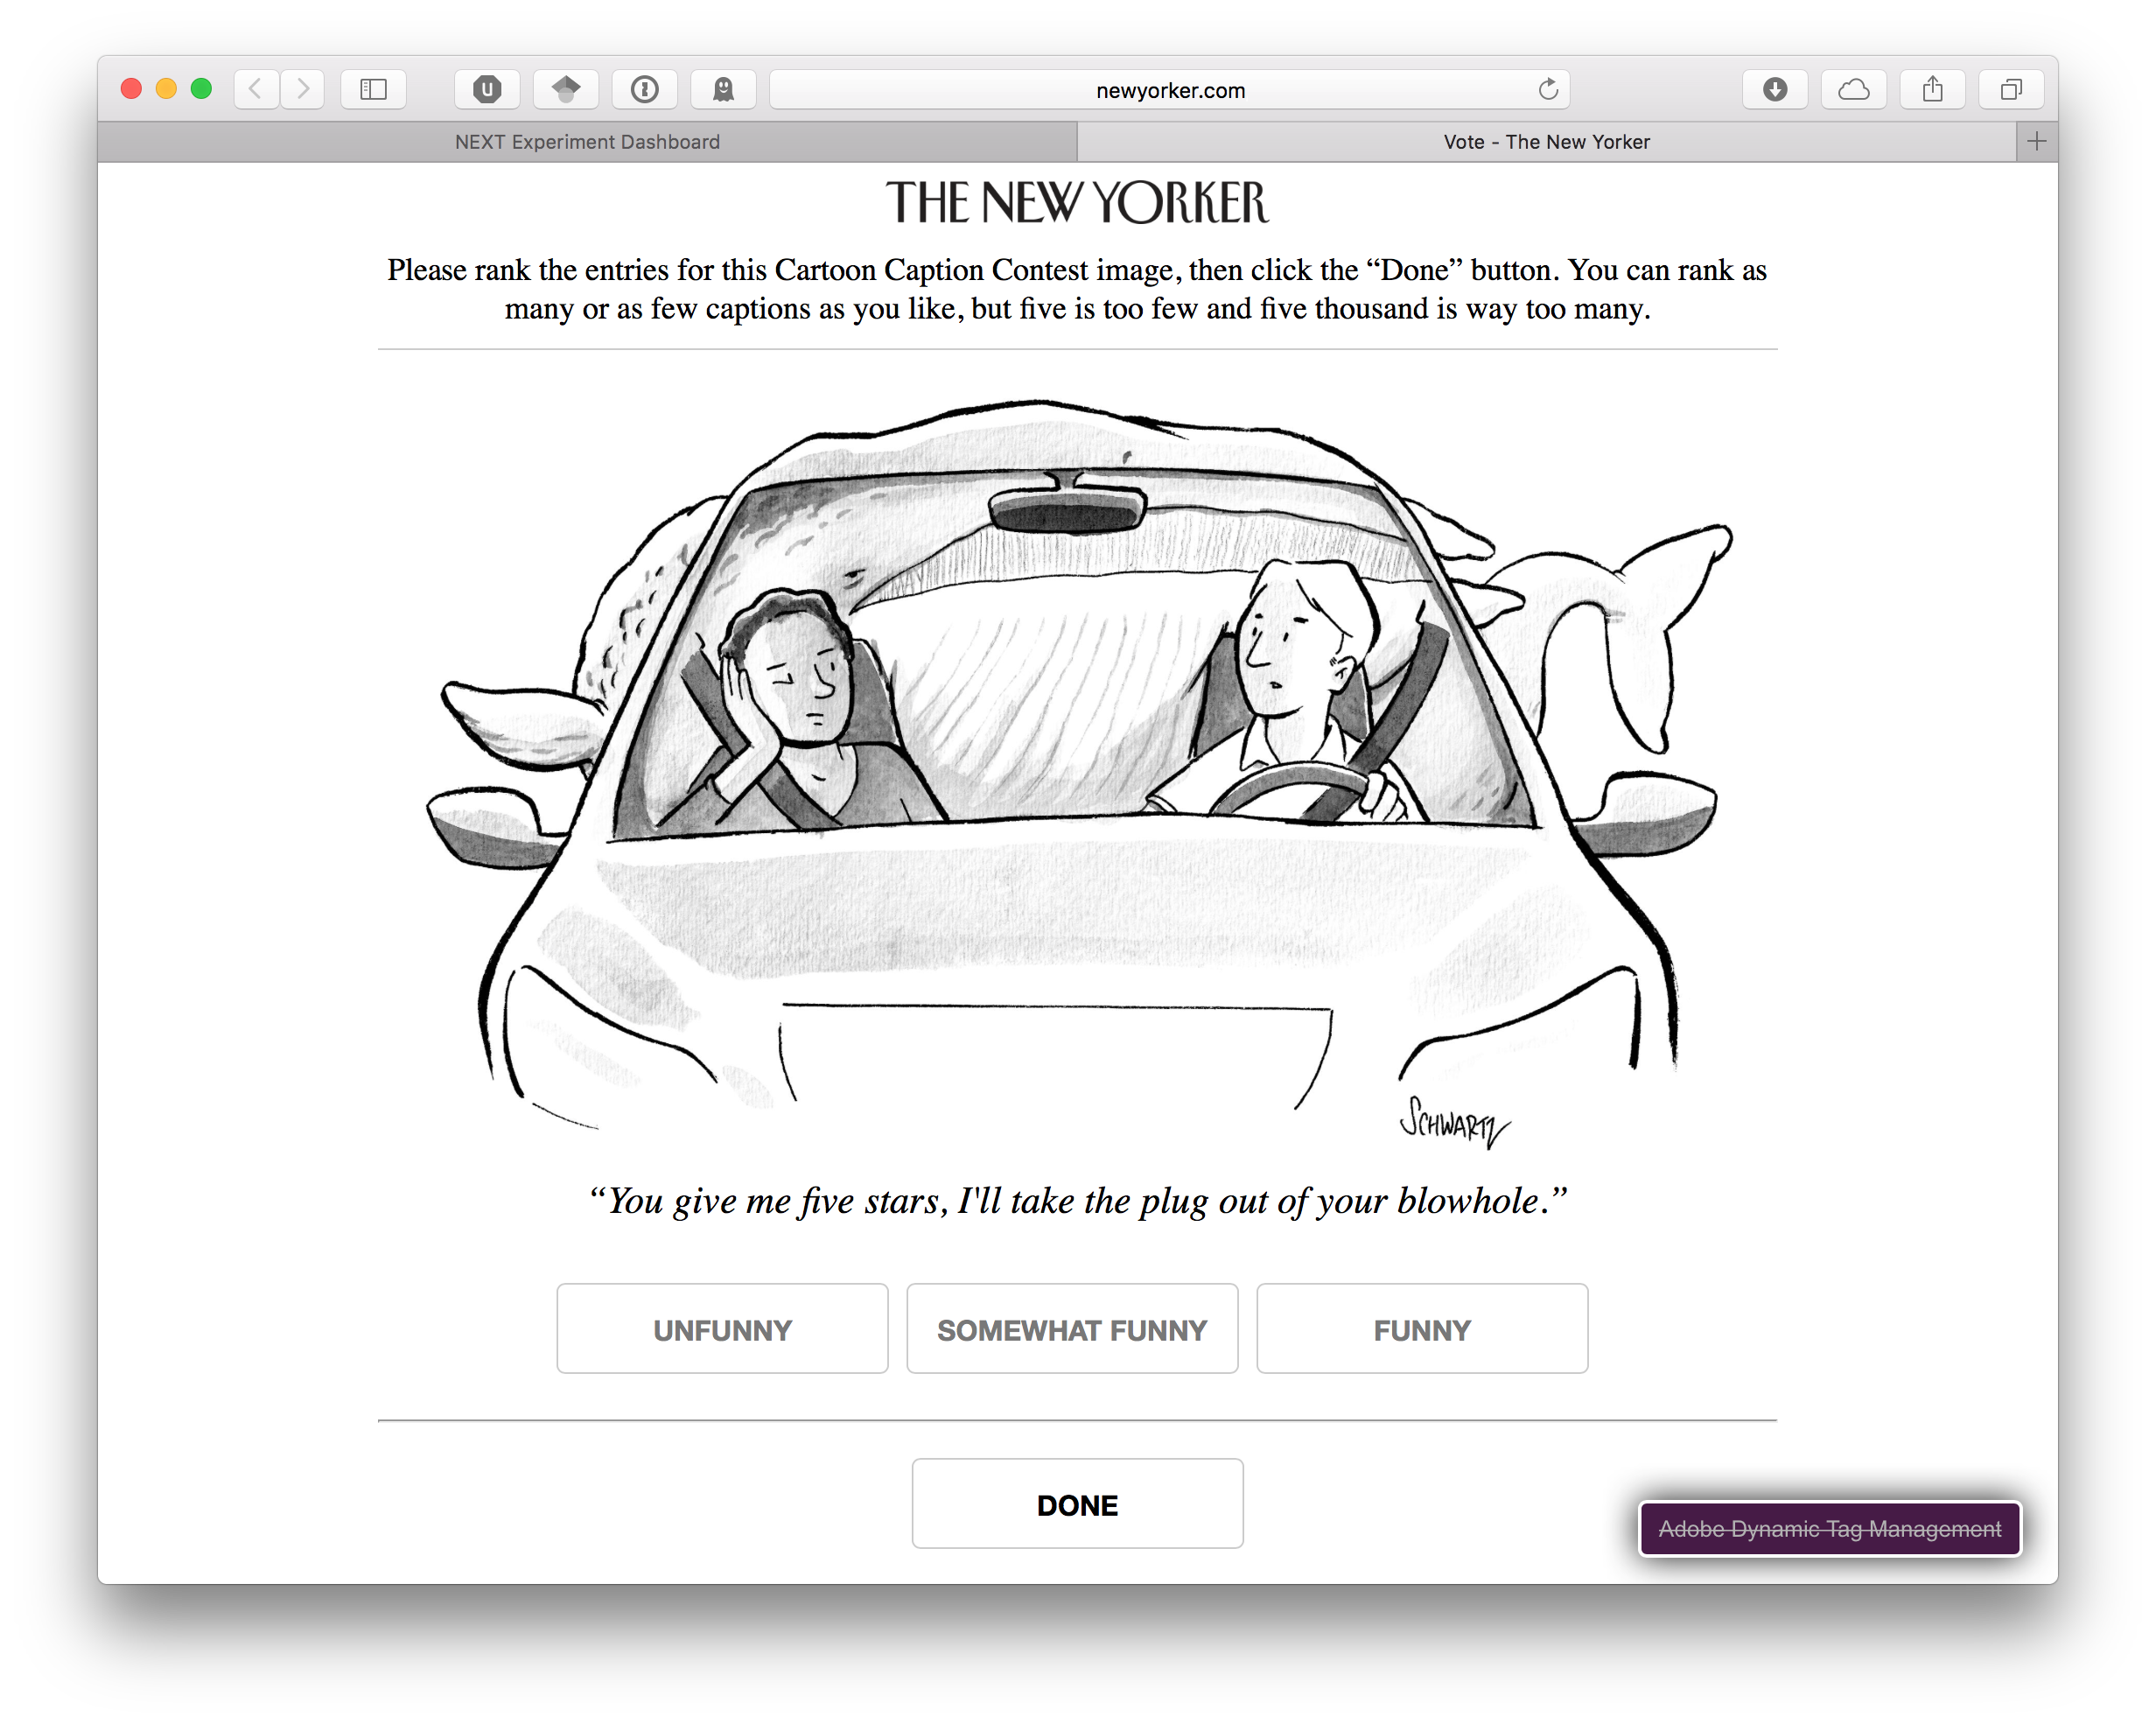 newyorker.com
NEXT Experiment Dashboard
Vote - The New Yorker
THE NEW YORKER
Please rank the entries for this Cartoon Caption Contest image, then click the “Done” button. You can rank as
many or as few captions as you like, but five is too few and five thousand is way too many.
SCHWARTZ
“You give me five stars, I'll take the plug out of your blowhole.”
UNFUNNY
SOMEWHAT FUNNY
FUNNY
DONE
Adobe Dynamic Tag Management